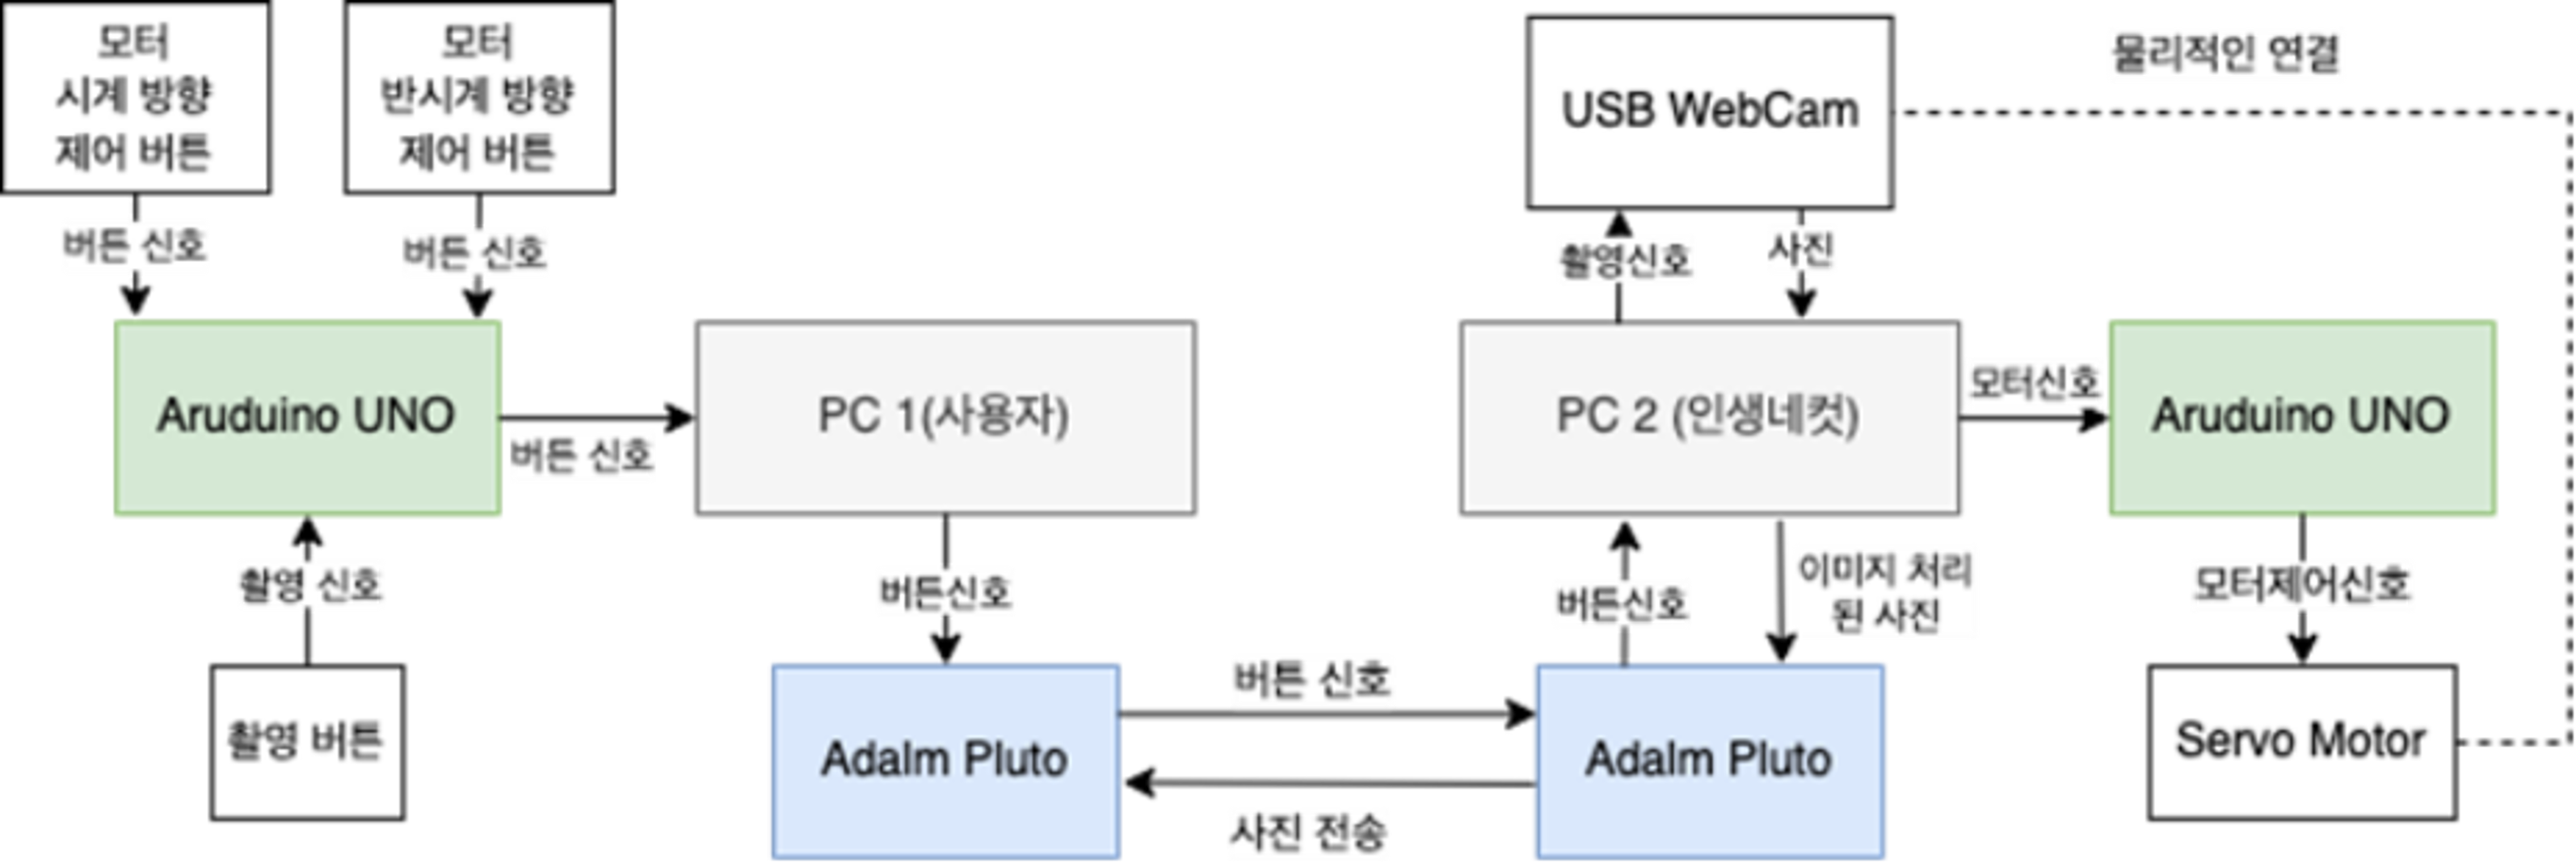 모터
시계 방향
제어 버튼
모터
반시계 방향
제어 버튼
USB WebCam
물리적인 연결
버튼 신호
버튼 신호
촬영신호
사진
Aruduino UNO
버튼 신호
PC 1(사용자)
PC 2 (인생네컷)
모터신호
Aruduino UNO
촬영 신호
버튼신호
버튼신호
이미지 처리
된 사진
모터제어신호
촬영 버튼
Adalm Pluto
버튼 신호
사진 전송
Adalm Pluto
Servo Motor